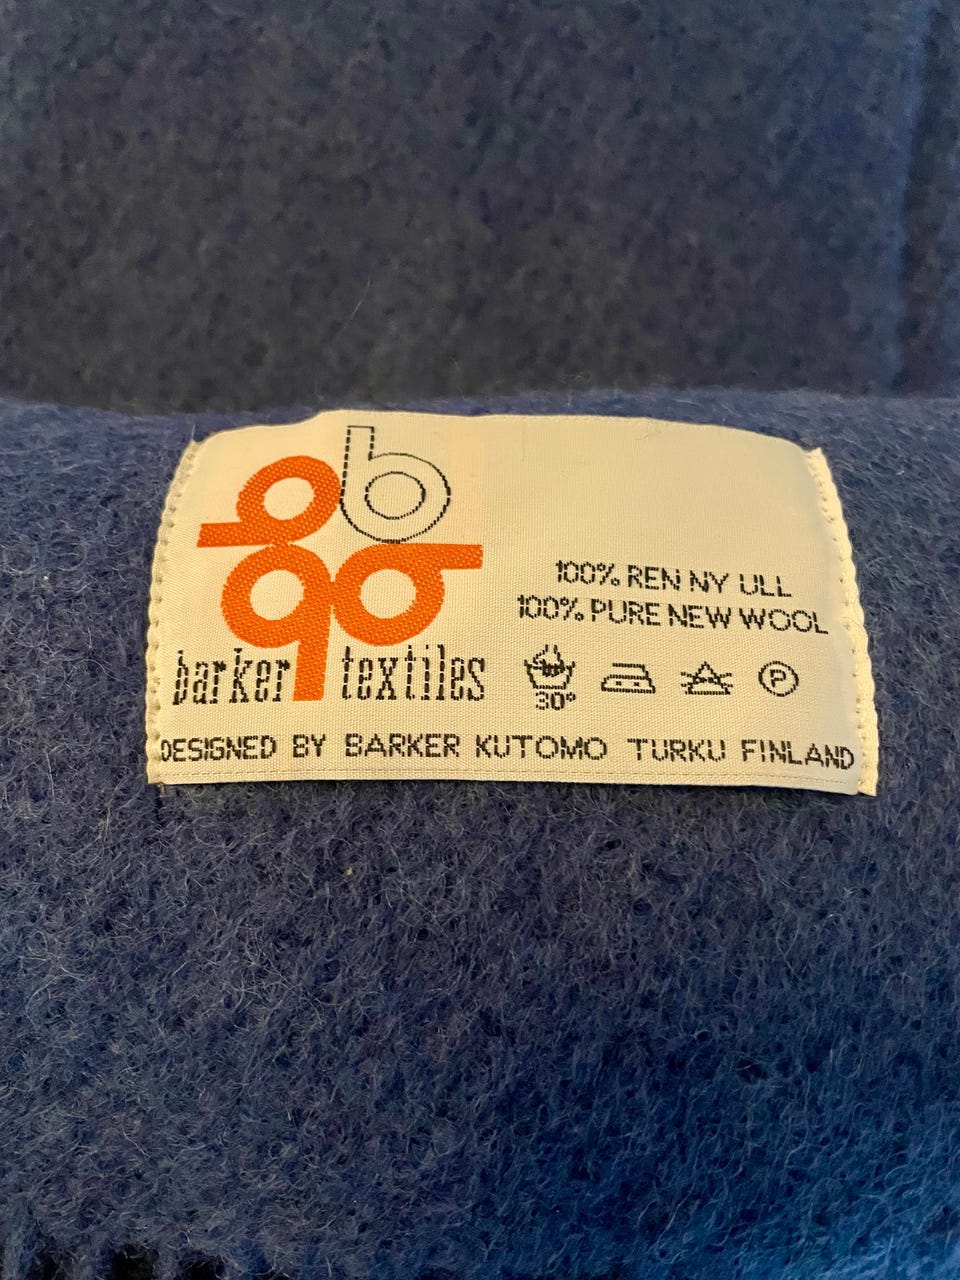 b
barker textiles
100% REN NY ULL
100% PURE NEW WOOL
30°
P
DESIGNED BY BARKER KUTOMO TURKU FINLAND